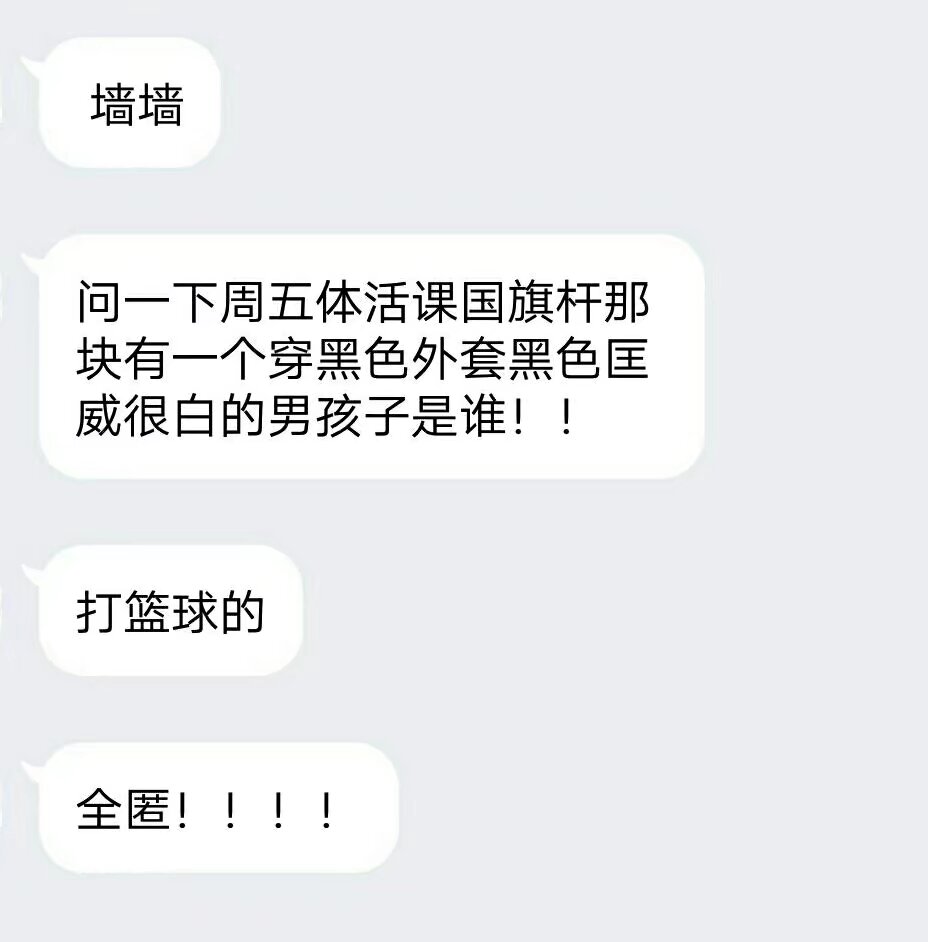 墙墙
问一下周五体活课国旗杆那
块有一个穿黑色外套黑色匡
威很白的男孩子是谁！！
打篮球的
全匿！！！！